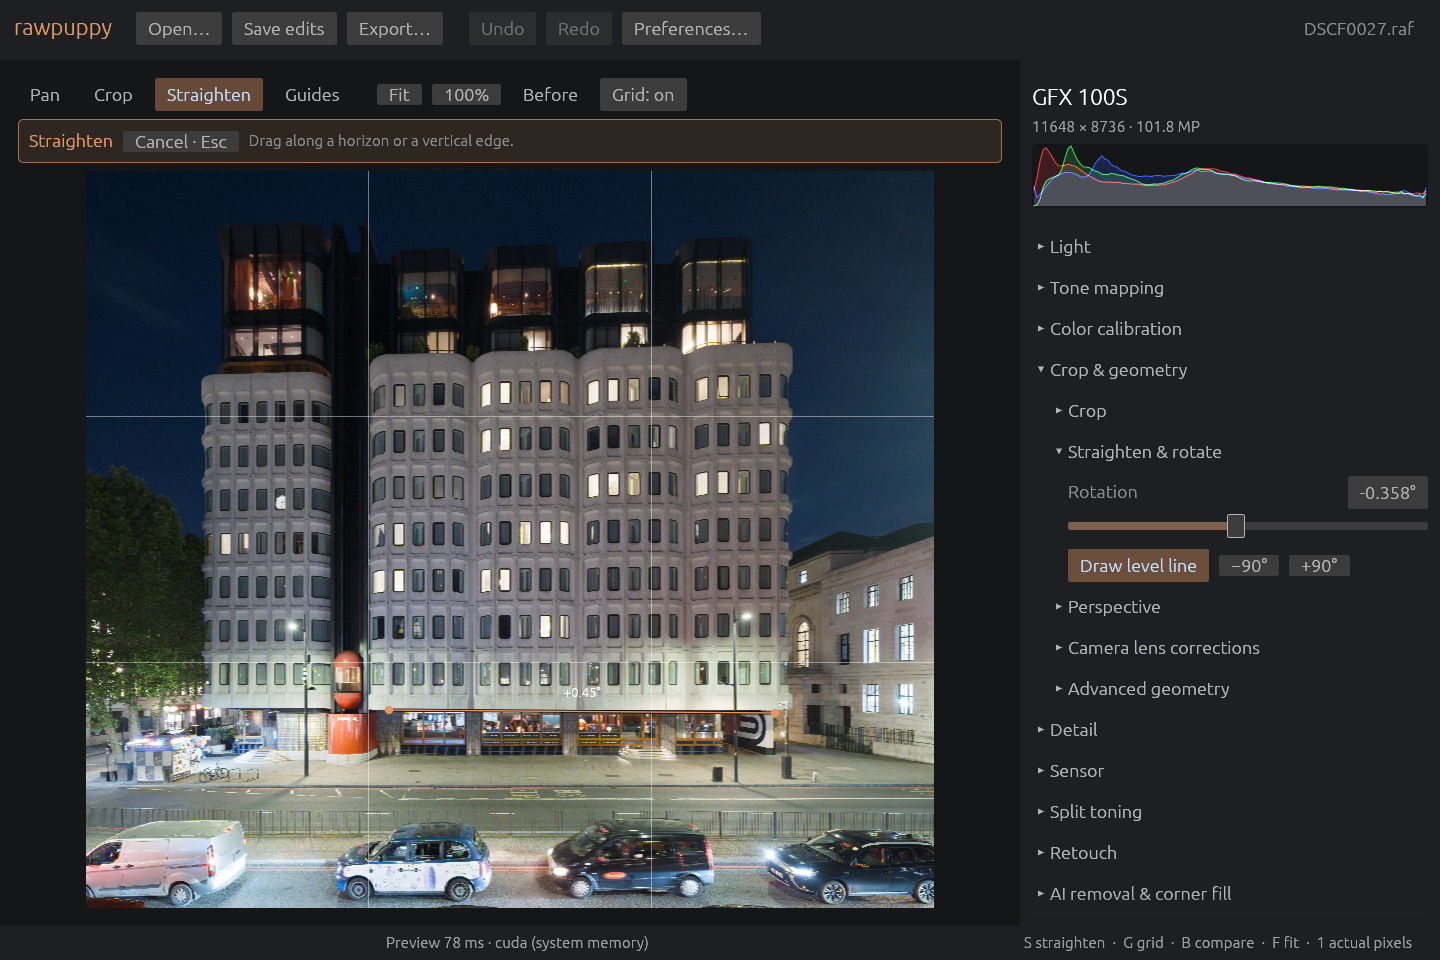 rawpuppy Open… Save edits Export… Undo Redo Preferences… DSCF0027.raf
Pan Crop Straighten Guides Fit 100% Before Grid: on
Straighten Cancel · Esc Drag along a horizon or a vertical edge.
+0.45°
GFX 100S
11648 × 8736 · 101.8 MP
Light
Tone mapping
Color calibration
Crop & geometry
Crop
Straighten & rotate
Rotation -0.358°
Draw level line −90° +90°
Perspective
Camera lens corrections
Advanced geometry
Detail
Sensor
Split toning
Retouch
AI removal & corner fill
Preview 78 ms · cuda (system memory)
S straighten · G grid · B compare · F fit · 1 actual pixels